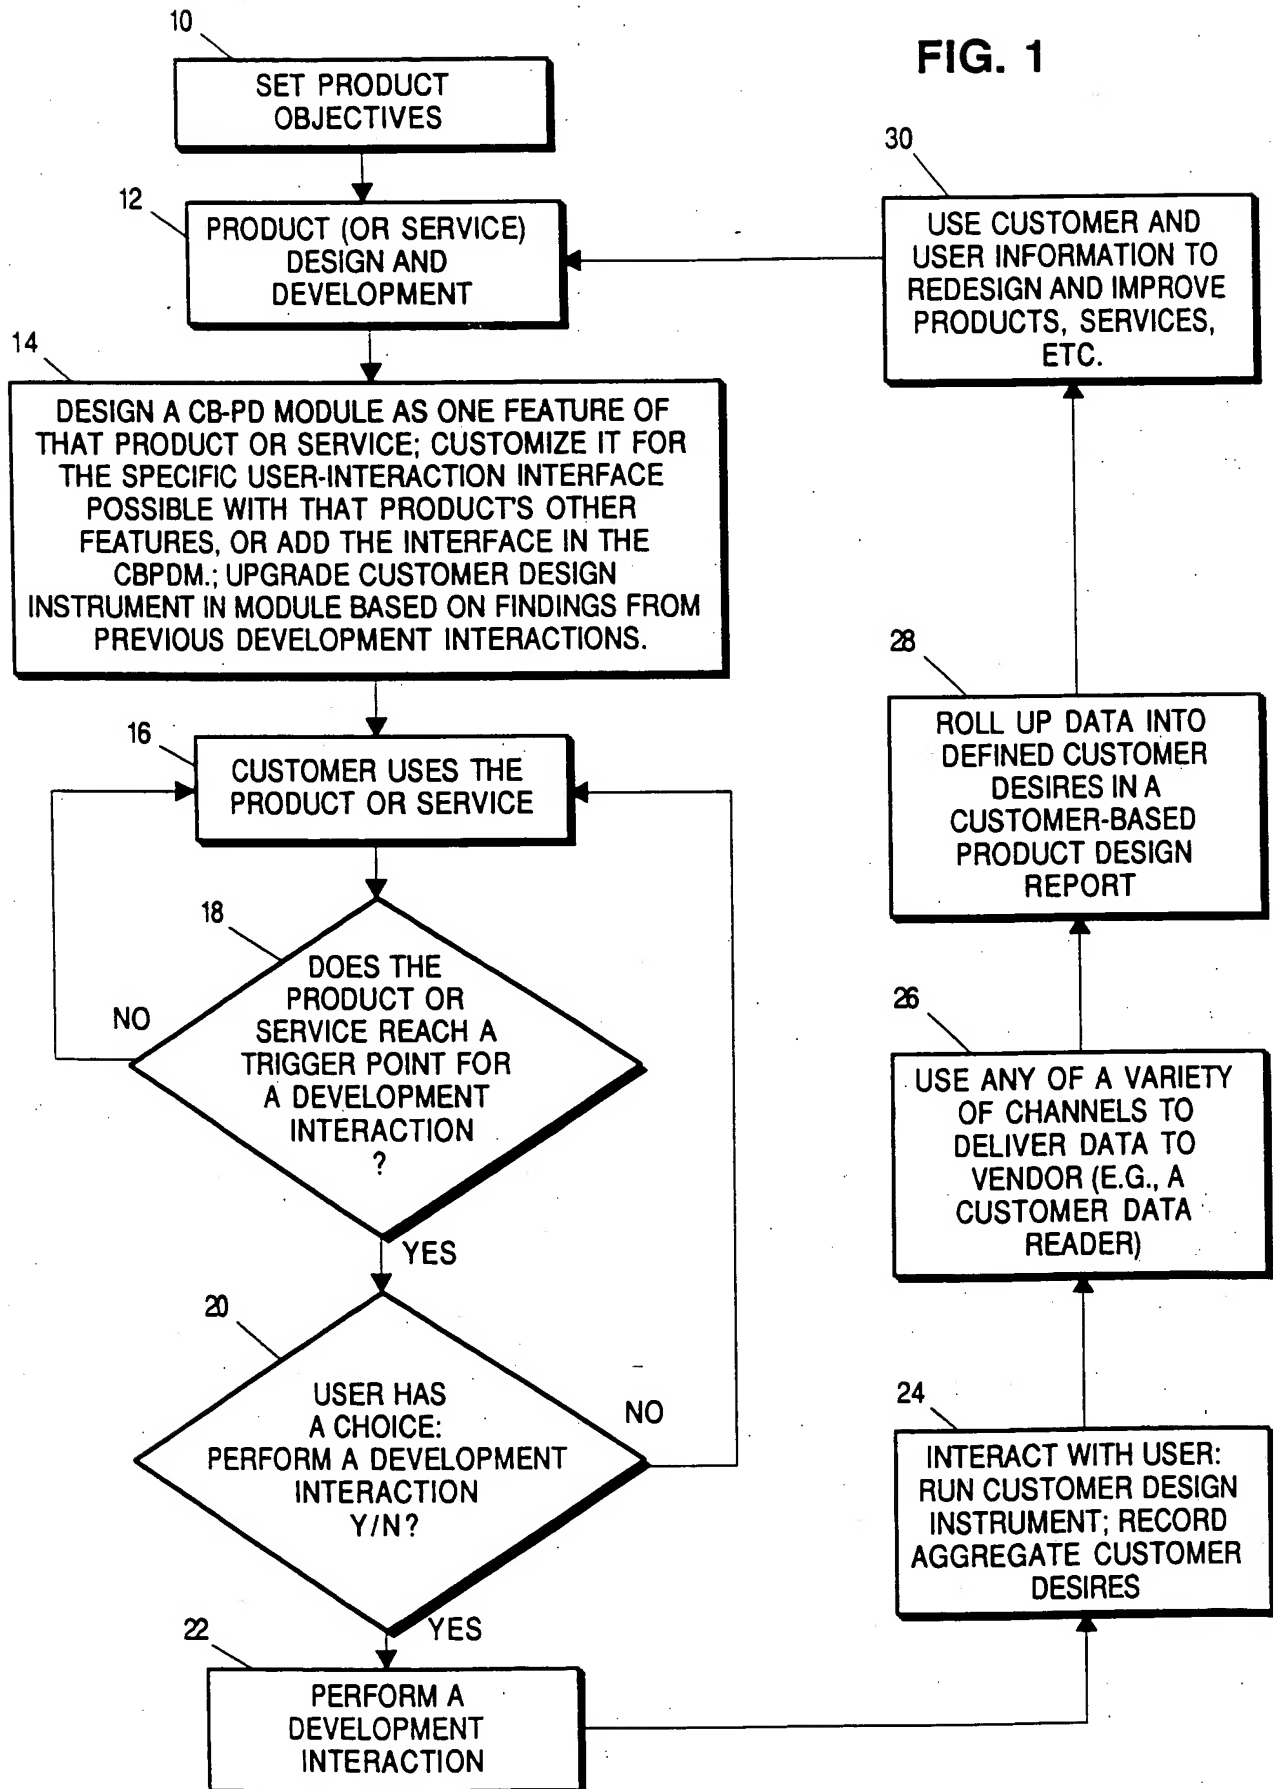 FIG. 1
10
SET PRODUCT
OBJECTIVES
12
PRODUCT (OR SERVICE)
DESIGN AND
DEVELOPMENT
14
DESIGN A CB-PD MODULE AS ONE FEATURE OF
THAT PRODUCT OR SERVICE; CUSTOMIZE IT FOR
THE SPECIFIC USER-INTERACTION INTERFACE
POSSIBLE WITH THAT PRODUCT'S OTHER
FEATURES, OR ADD THE INTERFACE IN THE
CBPDM.; UPGRADE CUSTOMER DESIGN
INSTRUMENT IN MODULE BASED ON FINDINGS FROM
PREVIOUS DEVELOPMENT INTERACTIONS.
16
CUSTOMER USES THE
PRODUCT OR SERVICE
18
DOES THE
PRODUCT OR
SERVICE REACH A
TRIGGER POINT FOR
A DEVELOPMENT
INTERACTION
?
NO
YES
20
USER HAS
A CHOICE:
PERFORM A DEVELOPMENT
INTERACTION
Y/N?
NO
YES
22
PERFORM A
DEVELOPMENT
INTERACTION
24
INTERACT WITH USER:
RUN CUSTOMER DESIGN
INSTRUMENT; RECORD
AGGREGATE CUSTOMER
DESIRES
26
USE ANY OF A VARIETY
OF CHANNELS TO
DELIVER DATA TO
VENDOR (E.G., A
CUSTOMER DATA
READER)
28
ROLL UP DATA INTO
DEFINED CUSTOMER
DESIRES IN A
CUSTOMER-BASED
PRODUCT DESIGN
REPORT
30
USE CUSTOMER AND
USER INFORMATION TO
REDESIGN AND IMPROVE
PRODUCTS, SERVICES,
ETC.